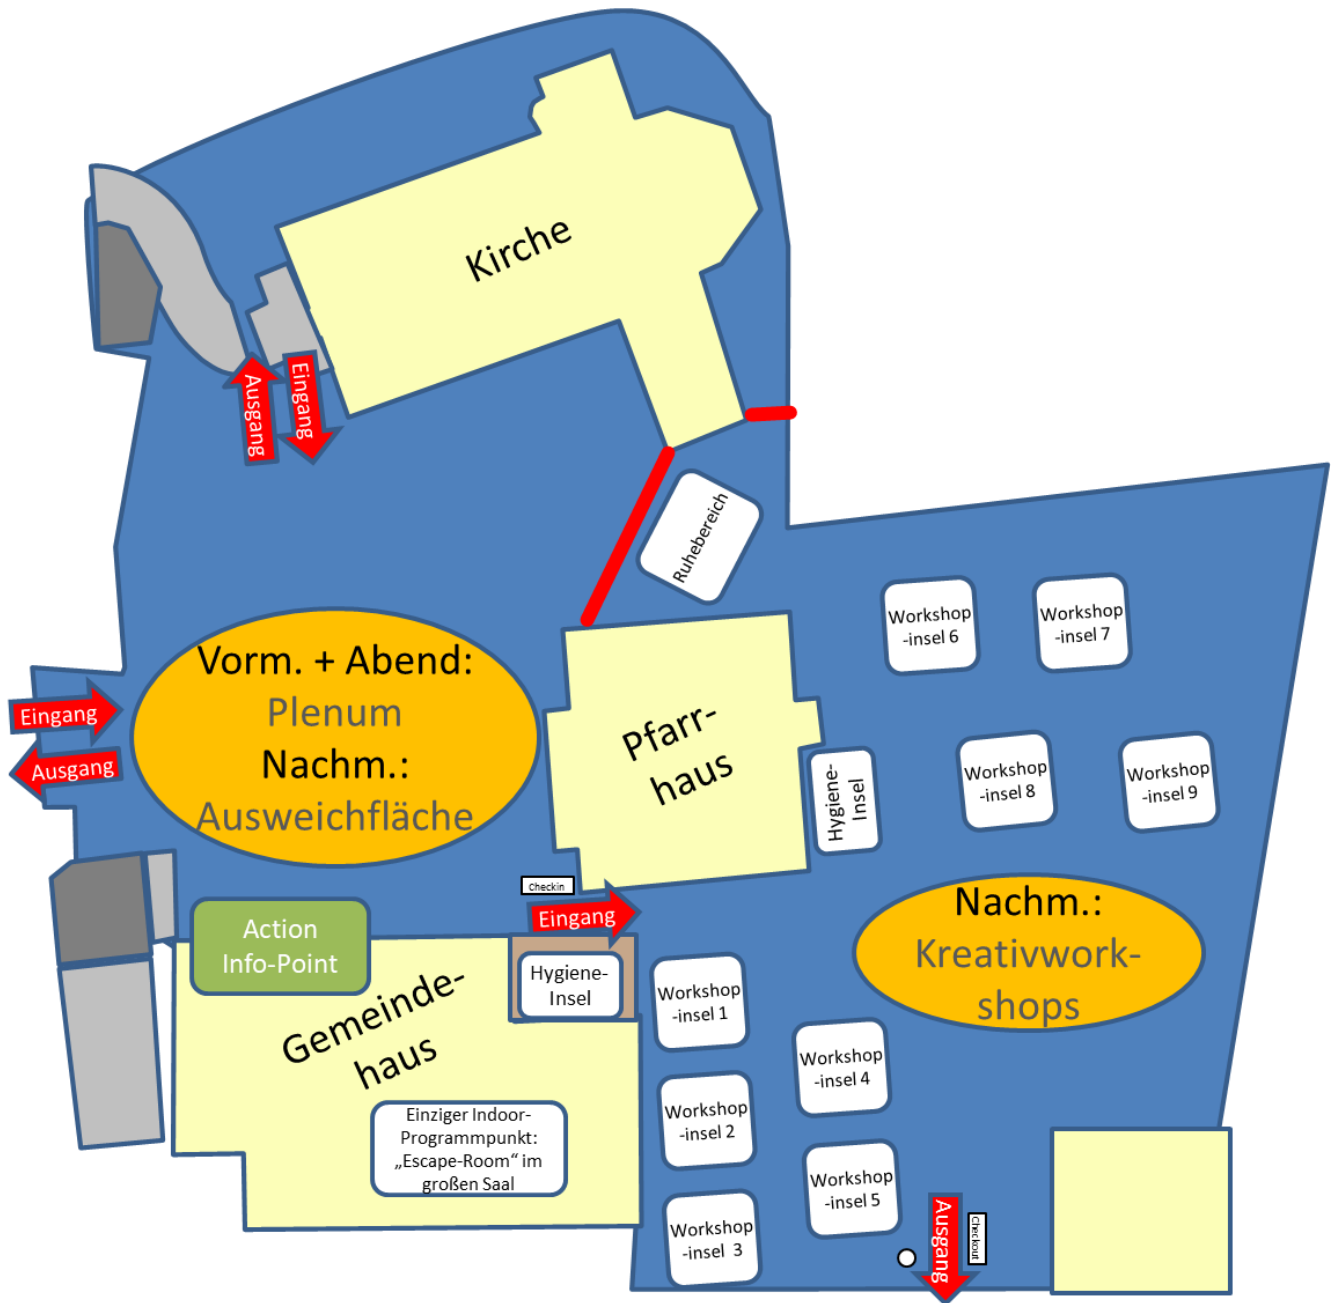 Kirche
Ausgang
Eingang
Ruhebereich
Workshop
-insel 6
Workshop
-insel 7
Vorm. + Abend:
Plenum
Nachm.:
Ausweichfläche
Eingang
Ausgang
Pfarr-
haus
Hygiene-
Insel
Workshop
-insel 8
Workshop
-insel 9
Checkin
Eingang
Action
Info-Point
Hygiene-
Insel
Gemeinde-
haus
Einziger Indoor-
Programmpunkt:
„Escape-Room“ im
großen Saal
Nachm.:
Kreativwork-
shops
Workshop
-insel 1
Workshop
-insel 4
Workshop
-insel 2
Workshop
-insel 5
Workshop
-insel  3
Ausgang
Checkout